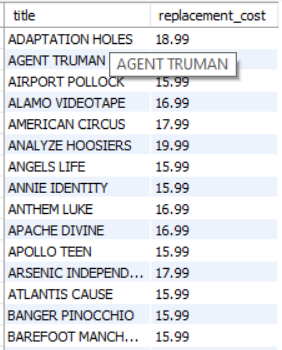 title replacement_cost
ADAPTATION HOLES 18.99
AGENT TRUMAN AGENT TRUMAN
AIRPORT POLLOCK 15.99
ALAMO VIDEOTAPE 16.99
AMERICAN CIRCUS 17.99
ANALYZE HOOSIERS 19.99
ANGELS LIFE 15.99
ANNIE IDENTITY 15.99
ANTHEM LUKE 16.99
APACHE DIVINE 16.99
APOLLO TEEN 15.99
ARSENIC INDEPEND... 17.99
ATLANTIS CAUSE 15.99
BANGER PINOCCHIO 15.99
BAREFOOT MANCH... 15.99